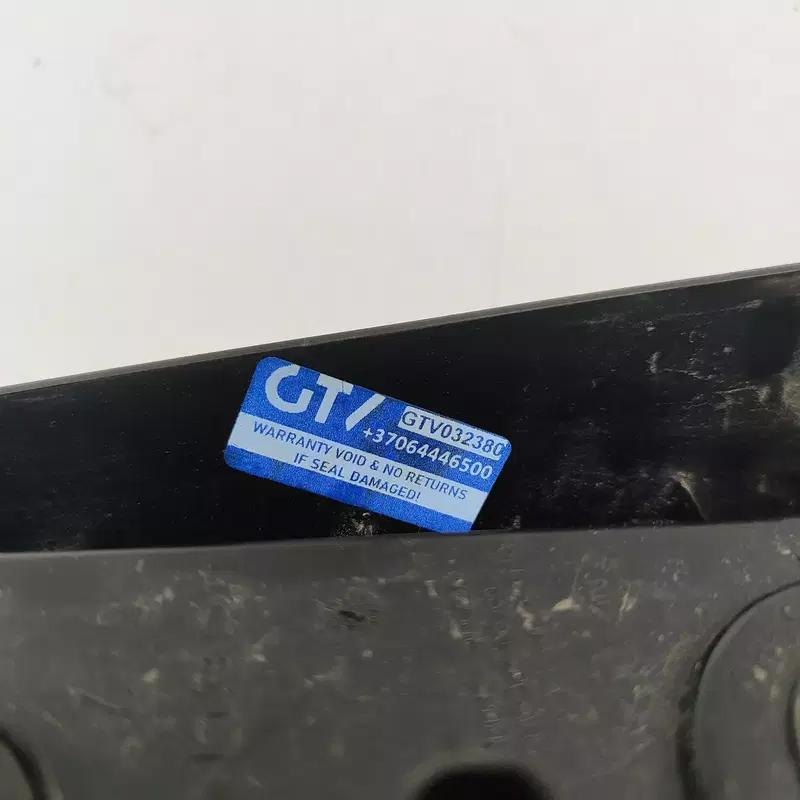 GTV
GTV032380
+37064446500
WARRANTY VOID & NO RETURNS
IF SEAL DAMAGED!